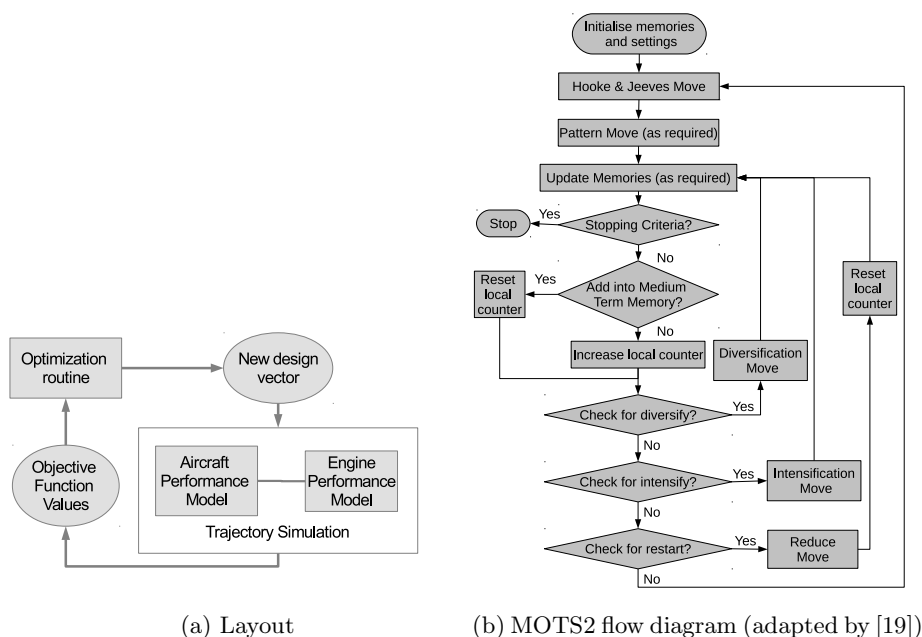 Optimization
routine
New design
vector
Objective
Function
Values
Aircraft
Performance
Model
Engine
Performance
Model
Trajectory Simulation
(a) Layout
Initialise memories
and settings
Hooke & Jeeves Move
Pattern Move (as required)
Update Memories (as required)
Stopping Criteria?
Yes
Stop
No
Add into Medium
Term Memory?
Yes
Reset
local
counter
No
Increase local counter
Check for diversify?
Yes
Diversification
Move
No
Check for intensify?
Yes
Intensification
Move
No
Check for restart?
Yes
Reduce
Move
Reset
local
counter
No
(b) MOTS2 flow diagram (adapted by [19])